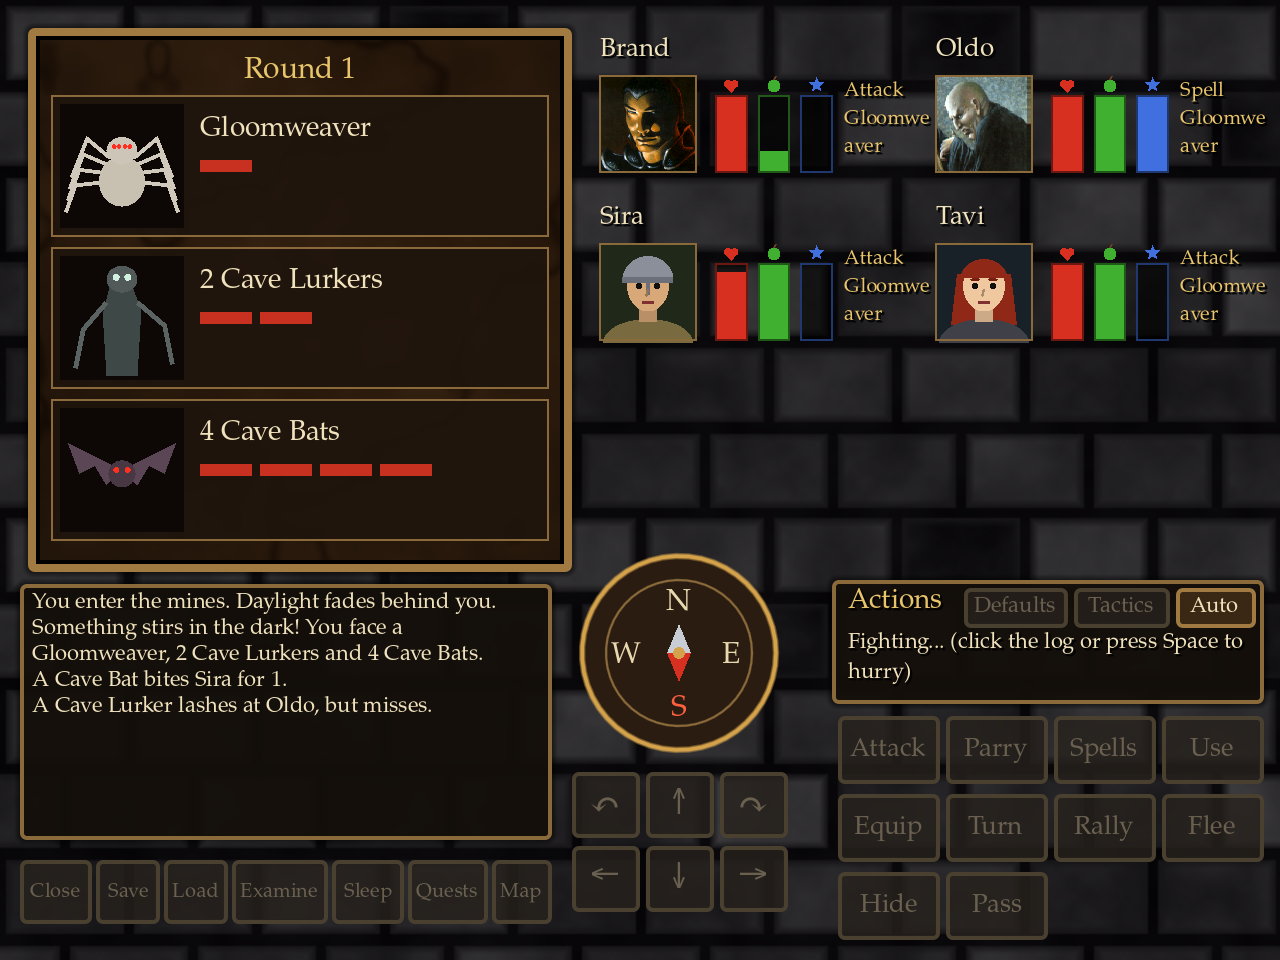 Round 1
Gloomweaver
2 Cave Lurkers
4 Cave Bats
Brand
Attack
Gloomwe
aver
Oldo
Spell
Gloomwe
aver
Sira
Attack
Gloomwe
aver
Tavi
Attack
Gloomwe
aver
You enter the mines. Daylight fades behind you.
Something stirs in the dark! You face a
Gloomweaver, 2 Cave Lurkers and 4 Cave Bats.
A Cave Bat bites Sira for 1.
A Cave Lurker lashes at Oldo, but misses.
N
W E
S
Actions Defaults Tactics Auto
Fighting... (click the log or press Space to
hurry)
Attack Parry Spells Use
Equip Turn Rally Flee
Hide Pass
Close Save Load Examine Sleep Quests Map